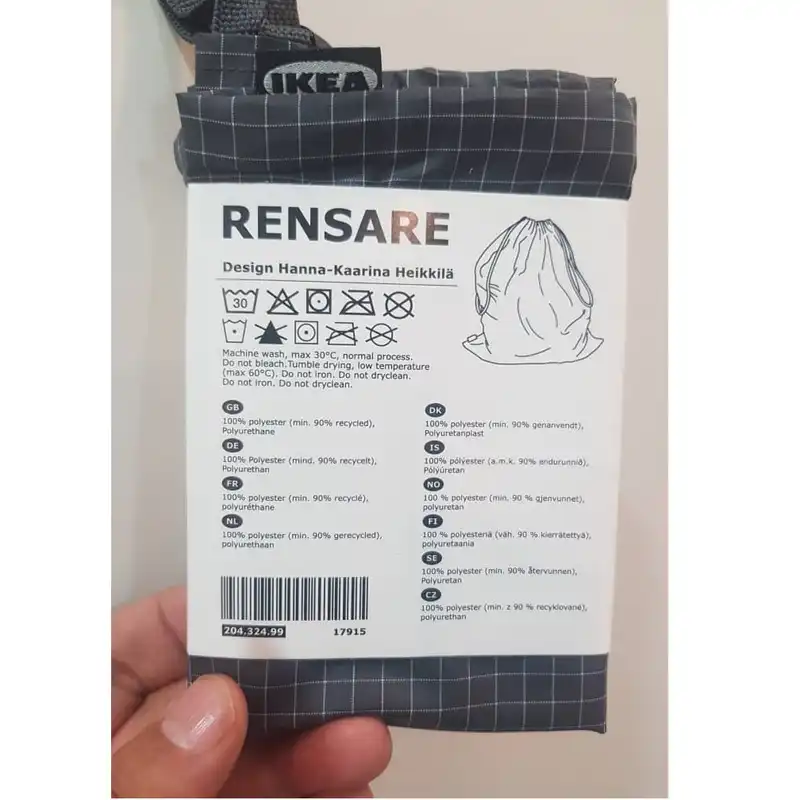 IKEA
RENSARE
Design Hanna-Kaarina Heikkilä
30
Machine wash, max 30°C, normal process.
Do not bleach.Tumble drying, low temperature
(max 60°C). Do not iron. Do not dryclean.
Do not iron. Do not dryclean.
GB
100% polyester (min. 90% recycled),
Polyurethane
DE
100% Polyester (mind. 90% recycelt),
Polyurethan
FR
100% polyester (min. 90% recyclé),
polyuréthane
NL
100% polyester (min. 90% gerecycled),
polyurethaan
DK
100% polyester (min. 90% genanvendt),
Polyuretanplast
IS
100% pólýester (a.m.k. 90% endurunnið),
Pólýúretan
NO
100 % polyester (min. 90 % gjenvunnet),
polyuretan
FI
100 % polyesteriä (väh. 90 % kierrätettyä),
polyuretaania
SE
100% polyester (min. 90% återvunnen),
Polyuretan
CZ
100% polyester (min. z 90 % recyklované),
polyurethan
204.324.99 17915